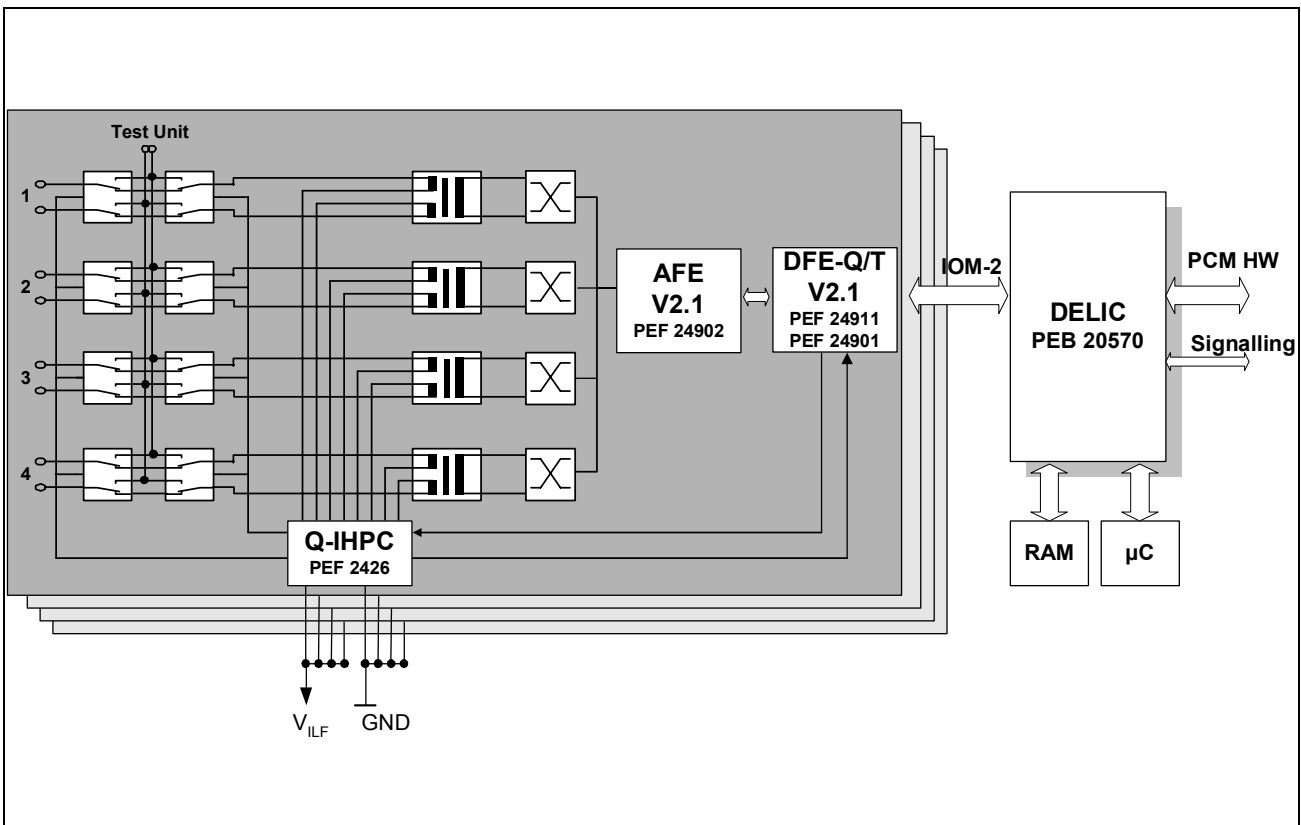 Test Unit
1
2
3
4
AFE
V2.1
PEF 24902
DFE-Q/T
V2.1
PEF 24911
PEF 24901
IOM-2
DELIC
PEB 20570
PCM HW
Signalling
Q-IHPC
PEF 2426
RAM
µC
VILF
GND